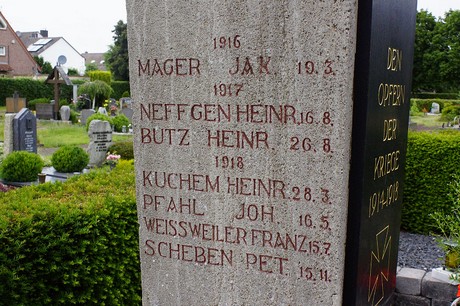 1916
MAGER JAK 19.3.
1917
NEFFGEN HEINR. 16.8.
BUTZ HEINR. 26.8.
1918
KUCHEM HEINR. 28.3.
PFAHL JOH. 16.5.
WEISSWEILER FRANZ 15.7.
SCHEBEN PET. 15.11.
DEN
OPFERN
DER
KRIEGE
1914-1918